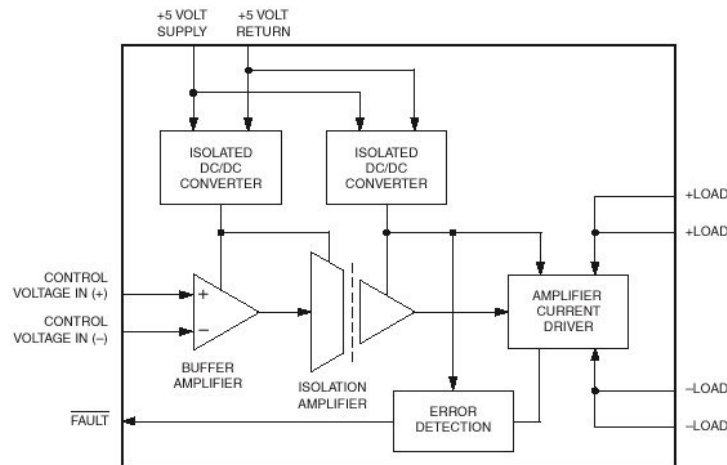 +5 VOLT
SUPPLY
+5 VOLT
RETURN
ISOLATED
DC/DC
CONVERTER
ISOLATED
DC/DC
CONVERTER
+LOAD
+LOAD
CONTROL
VOLTAGE IN (+)
CONTROL
VOLTAGE IN (–)
+
–
BUFFER
AMPLIFIER
ISOLATION
AMPLIFIER
AMPLIFIER
CURRENT
DRIVER
–LOAD
–LOAD
FAULT
ERROR
DETECTION